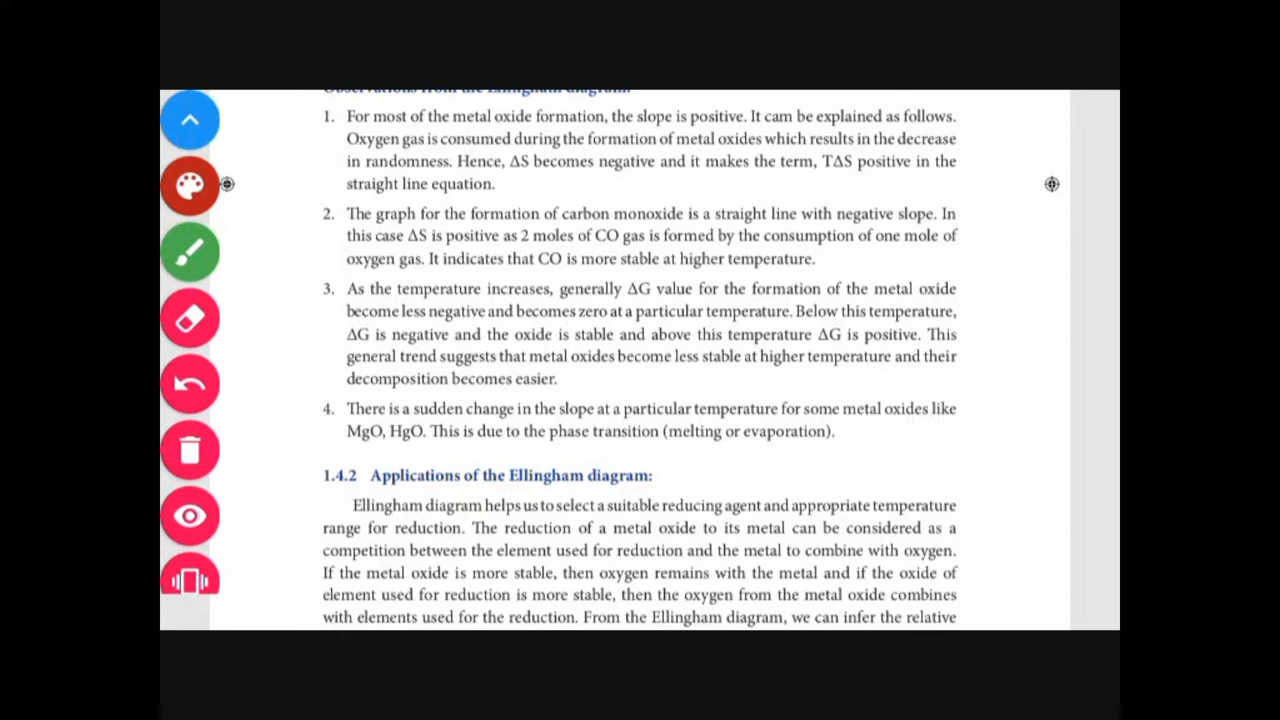 Observations from the Ellingham diagram:
1. For most of the metal oxide formation, the slope is positive. It cam be explained as follows.
Oxygen gas is consumed during the formation of metal oxides which results in the decrease
in randomness. Hence, ΔS becomes negative and it makes the term, TΔS positive in the
straight line equation.
2. The graph for the formation of carbon monoxide is a straight line with negative slope. In
this case ΔS is positive as 2 moles of CO gas is formed by the consumption of one mole of
oxygen gas. It indicates that CO is more stable at higher temperature.
3. As the temperature increases, generally ΔG value for the formation of the metal oxide
become less negative and becomes zero at a particular temperature. Below this temperature,
ΔG is negative and the oxide is stable and above this temperature ΔG is positive. This
general trend suggests that metal oxides become less stable at higher temperature and their
decomposition becomes easier.
4. There is a sudden change in the slope at a particular temperature for some metal oxides like
MgO, HgO. This is due to the phase transition (melting or evaporation).
1.4.2 Applications of the Ellingham diagram:
Ellingham diagram helps us to select a suitable reducing agent and appropriate temperature
range for reduction. The reduction of a metal oxide to its metal can be considered as a
competition between the element used for reduction and the metal to combine with oxygen.
If the metal oxide is more stable, then oxygen remains with the metal and if the oxide of
element used for reduction is more stable, then the oxygen from the metal oxide combines
with elements used for the reduction. From the Ellingham diagram, we can infer the relative